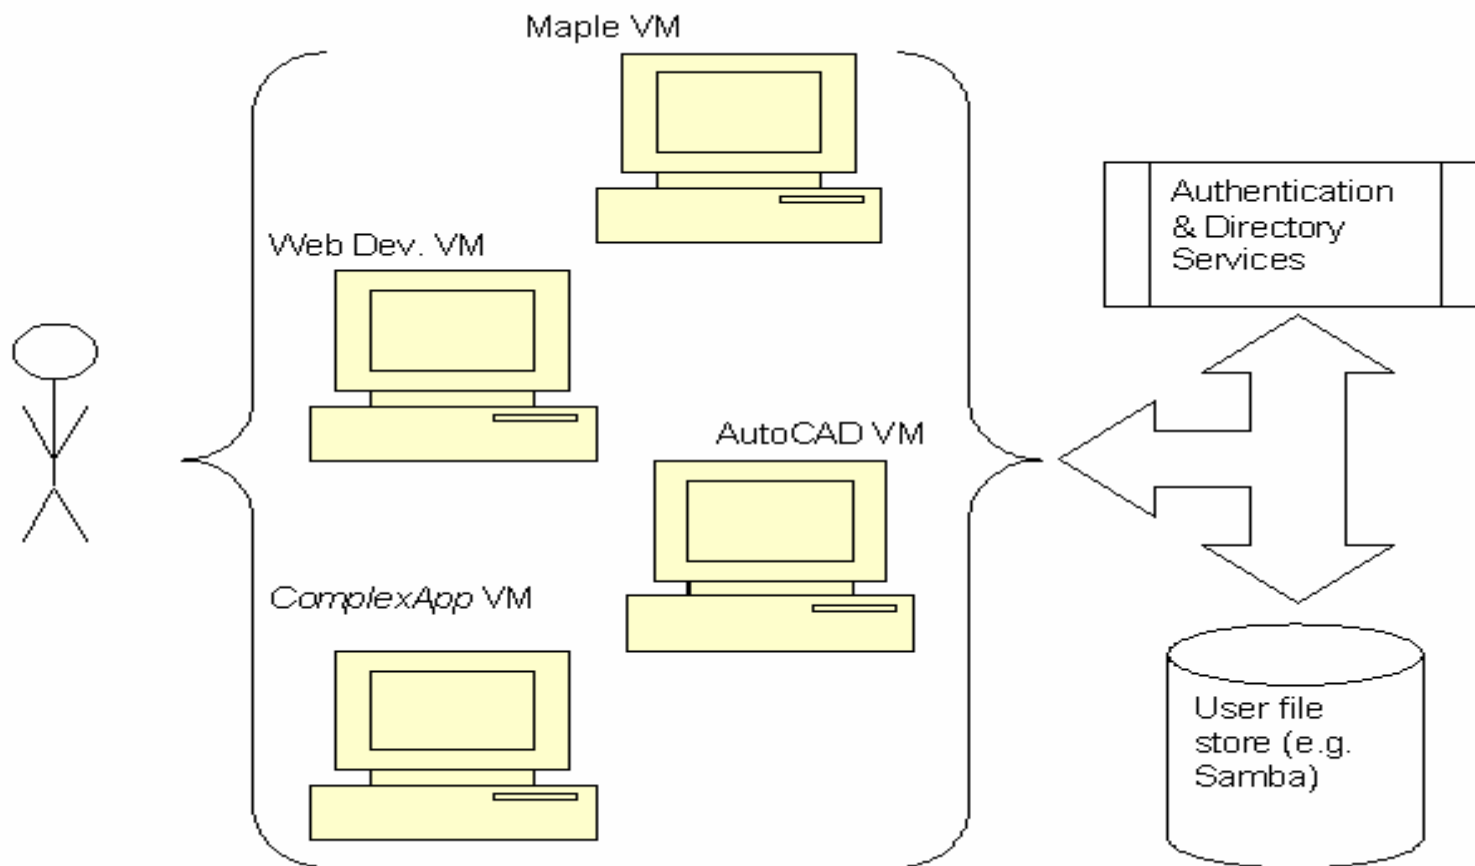 Maple VM
Web Dev. VM
AutoCAD VM
ComplexApp VM
Authentication
& Directory
Services
User file
store (e.g.
Samba)